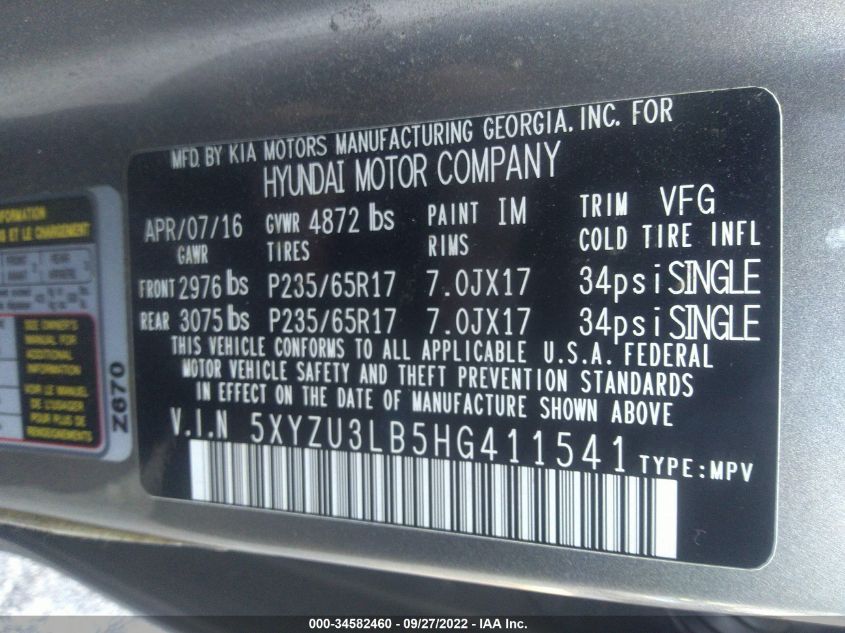 MFD. BY KIA MOTORS MANUFACTURING GEORGIA. INC. FOR
HYUNDAI MOTOR COMPANY
APR/07/16 GVWR 4872 lbs PAINT IM TRIM VFG
GAWR TIRES RIMS COLD TIRE INFL
FRONT 2976 lbs P235/65R17 7.0JX17 34psi SINGLE
REAR 3075 lbs P235/65R17 7.0JX17 34psi SINGLE
THIS VEHICLE CONFORMS TO ALL APPLICABLE U.S.A. FEDERAL
MOTOR VEHICLE SAFETY AND THEFT PREVENTION STANDARDS
IN EFFECT ON THE DATE OF MANUFACTURE SHOWN ABOVE
V.I.N 5XYZU3LB5HG411541 TYPE:MPV
S ET LE CHARGEMENT
SEE OWNER'S
MANUAL FOR
ADDITIONAL
INFORMATION
VOIR LE MANUEL
DE L'USAGER
POUR PLUS
Z670
000-34582460 - 09/27/2022 - IAA Inc.